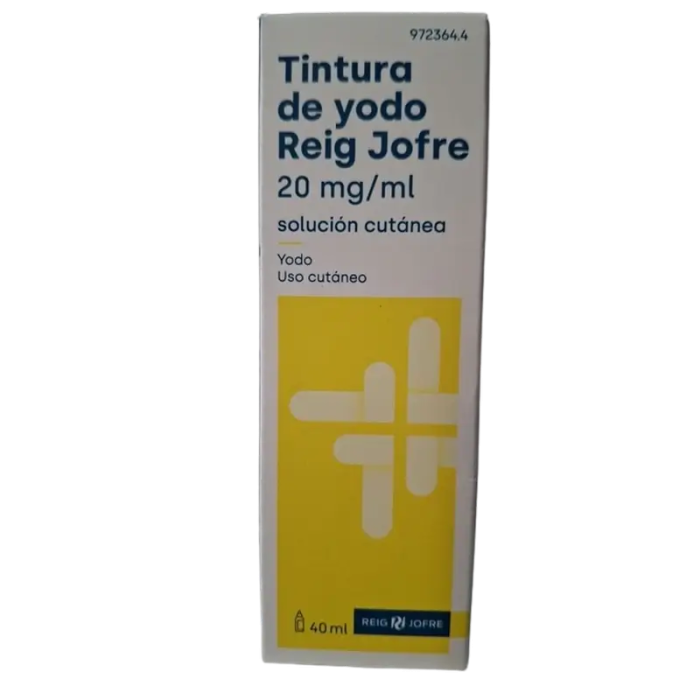 972364.4
Tintura
de yodo
Reig Jofre
20 mg/ml
solución cutánea
Yodo
Uso cutáneo
40 ml
REIG JOFRE